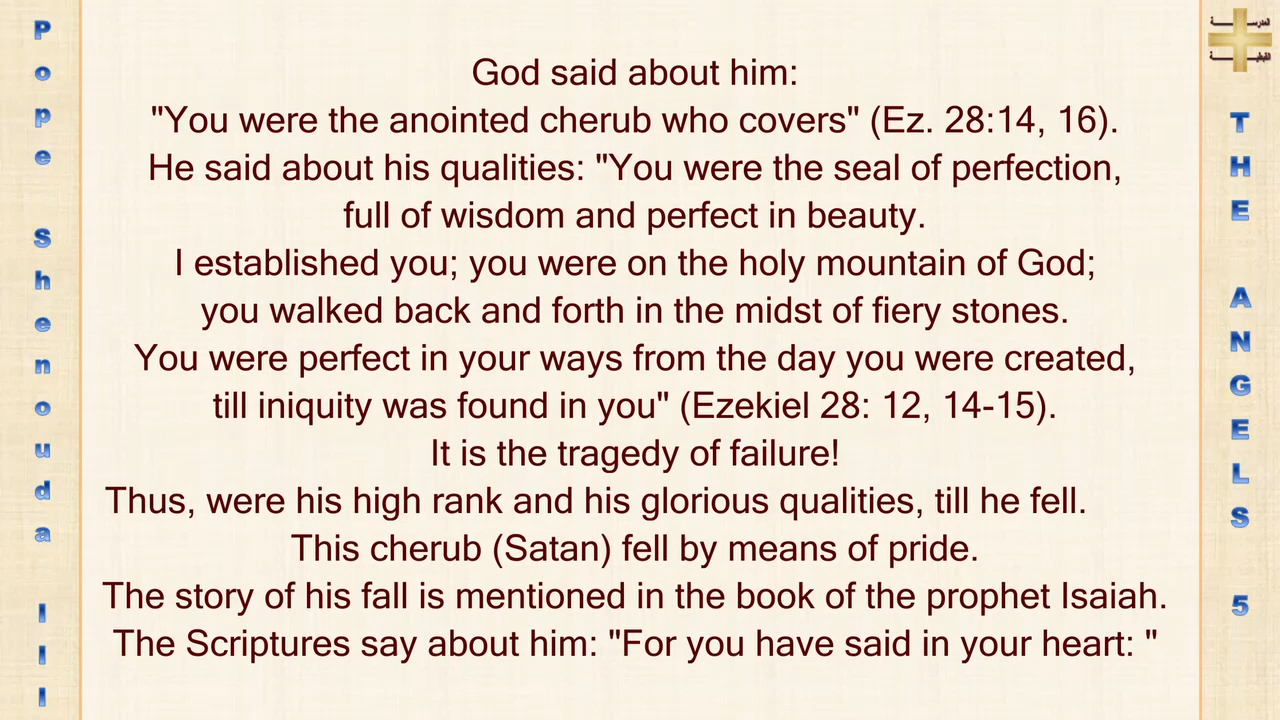 Pope Shenouda III
God said about him:
"You were the anointed cherub who covers" (Ez. 28:14, 16).
He said about his qualities: "You were the seal of perfection,
full of wisdom and perfect in beauty.
I established you; you were on the holy mountain of God;
you walked back and forth in the midst of fiery stones.
You were perfect in your ways from the day you were created,
till iniquity was found in you" (Ezekiel 28: 12, 14-15).
It is the tragedy of failure!
Thus, were his high rank and his glorious qualities, till he fell.
This cherub (Satan) fell by means of pride.
The story of his fall is mentioned in the book of the prophet Isaiah.
The Scriptures say about him: "For you have said in your heart: "
المدرســـة
القبطيـــة
THE ANGELS 5